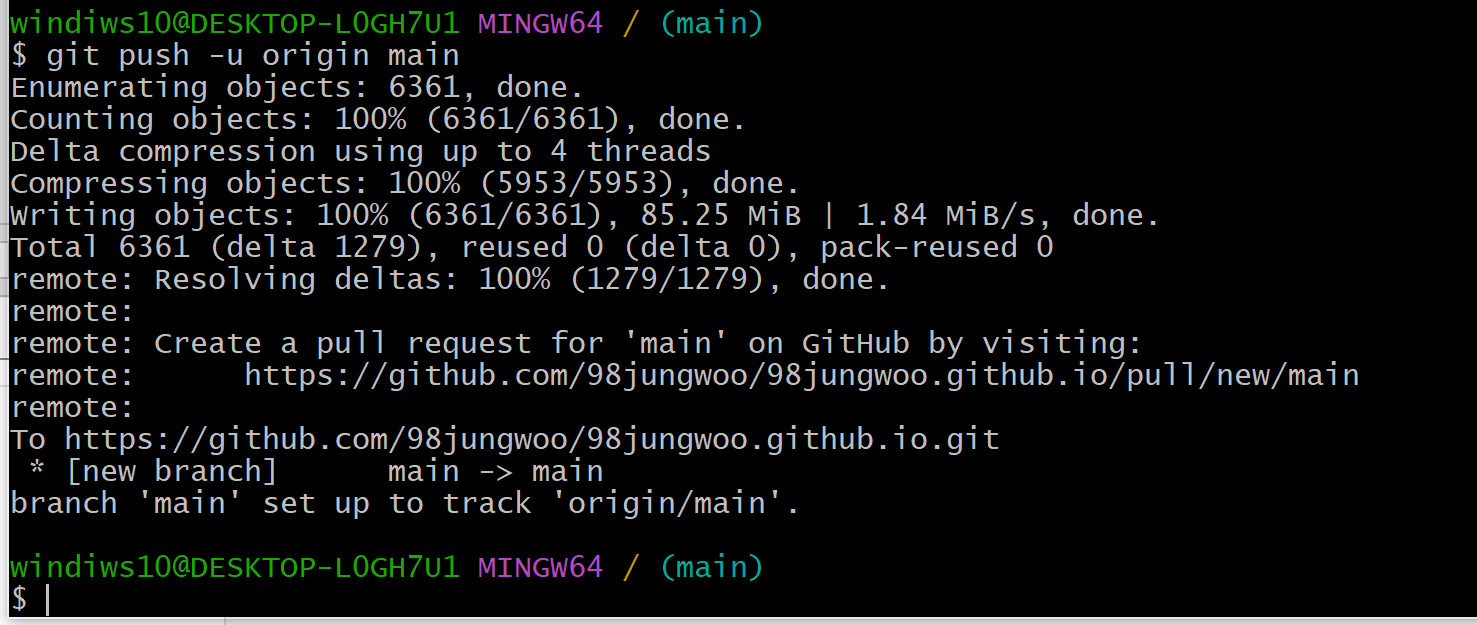 windiws10@DESKTOP-L0GH7U1 MINGW64 / (main)
$ git push -u origin main
Enumerating objects: 6361, done.
Counting objects: 100% (6361/6361), done.
Delta compression using up to 4 threads
Compressing objects: 100% (5953/5953), done.
Writing objects: 100% (6361/6361), 85.25 MiB | 1.84 MiB/s, done.
Total 6361 (delta 1279), reused 0 (delta 0), pack-reused 0
remote: Resolving deltas: 100% (1279/1279), done.
remote:
remote: Create a pull request for 'main' on GitHub by visiting:
remote:      https://github.com/98jungwoo/98jungwoo.github.io/pull/new/main
remote:
To https://github.com/98jungwoo/98jungwoo.github.io.git
 * [new branch]      main -> main
branch 'main' set up to track 'origin/main'.
windiws10@DESKTOP-L0GH7U1 MINGW64 / (main)
$